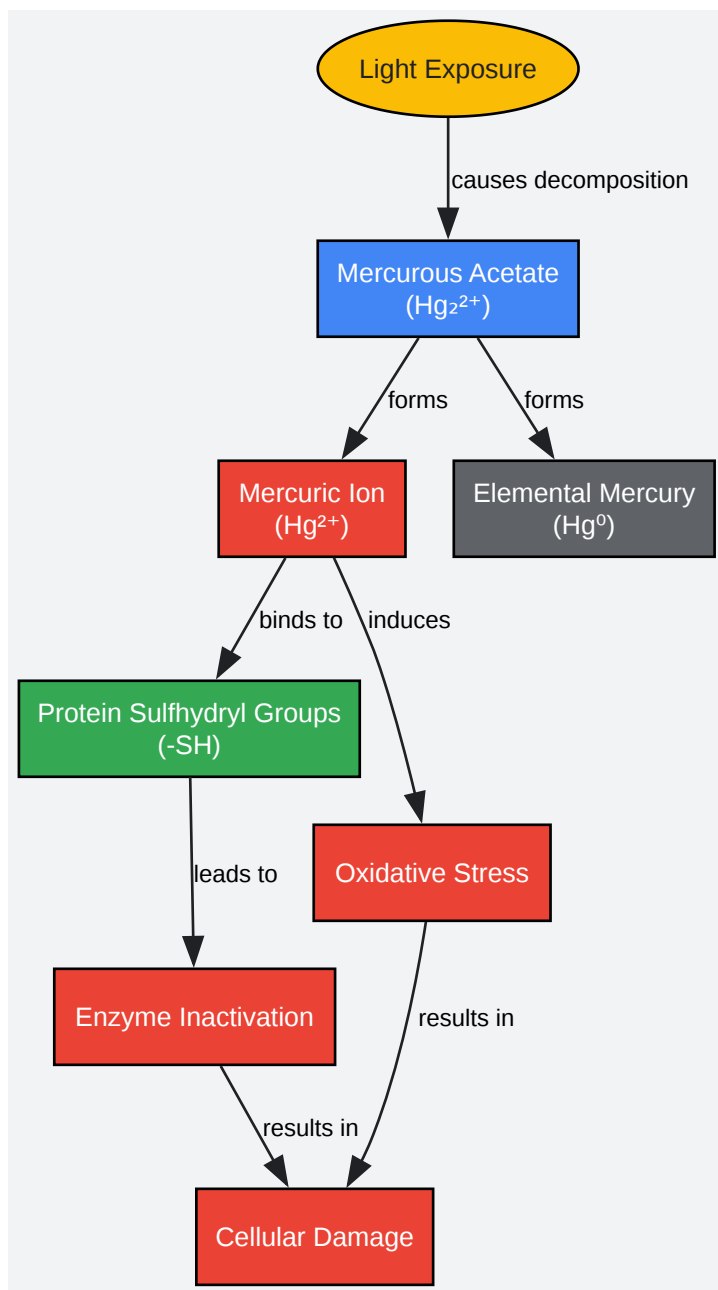 Light Exposure
causes decomposition
Mercurous Acetate
(Hg₂²⁺)
forms
forms
Mercuric Ion
(Hg²⁺)
Elemental Mercury
(Hg⁰)
binds to
induces
Protein Sulfhydryl Groups
(-SH)
leads to
Oxidative Stress
Enzyme Inactivation
results in
results in
Cellular Damage